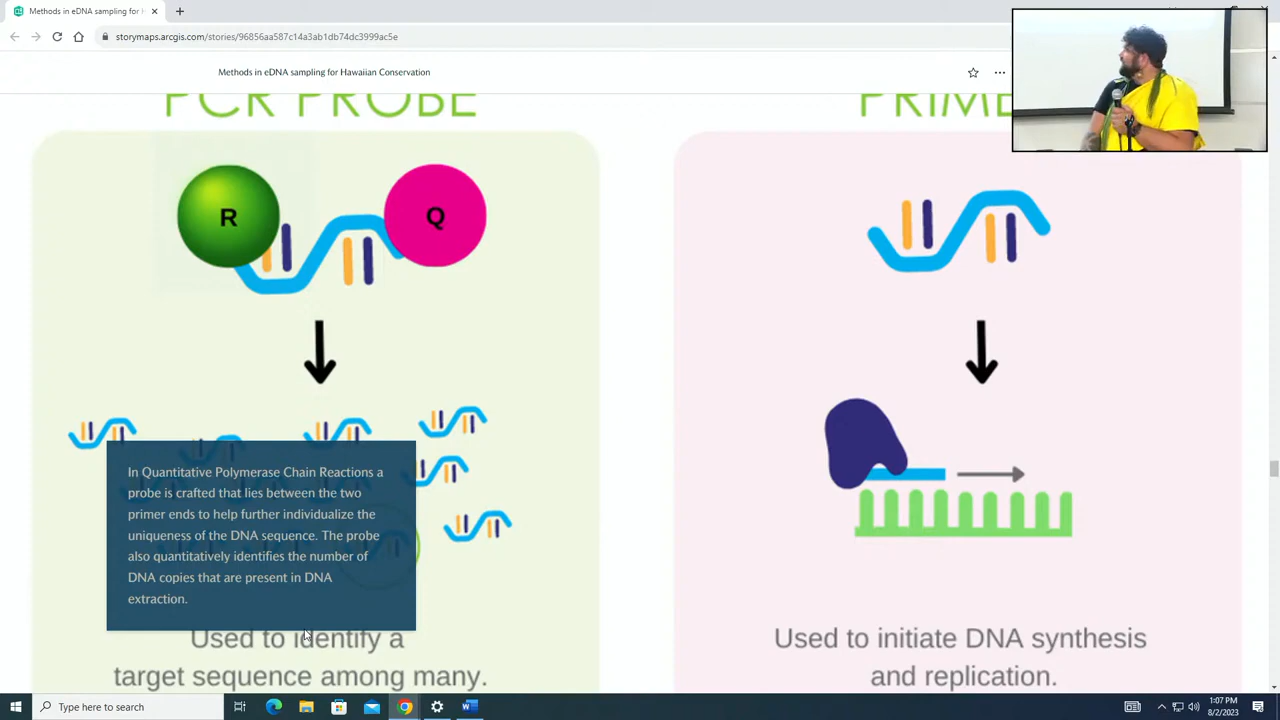 Methods in eDNA sampling for H
storymaps.arcgis.com/stories/96856aa587c14a3ab1db74dc3999ac5e
Methods in eDNA sampling for Hawaiian Conservation
PCR PROBE
PRIME
R
Q
In Quantitative Polymerase Chain Reactions a
probe is crafted that lies between the two
primer ends to help further individualize the
uniqueness of the DNA sequence. The probe
also quantitatively identifies the number of
DNA copies that are present in DNA
extraction.
Used to identify a
target sequence among many.
Used to initiate DNA synthesis
and replication.
Type here to search
1:07 PM
8/2/2023